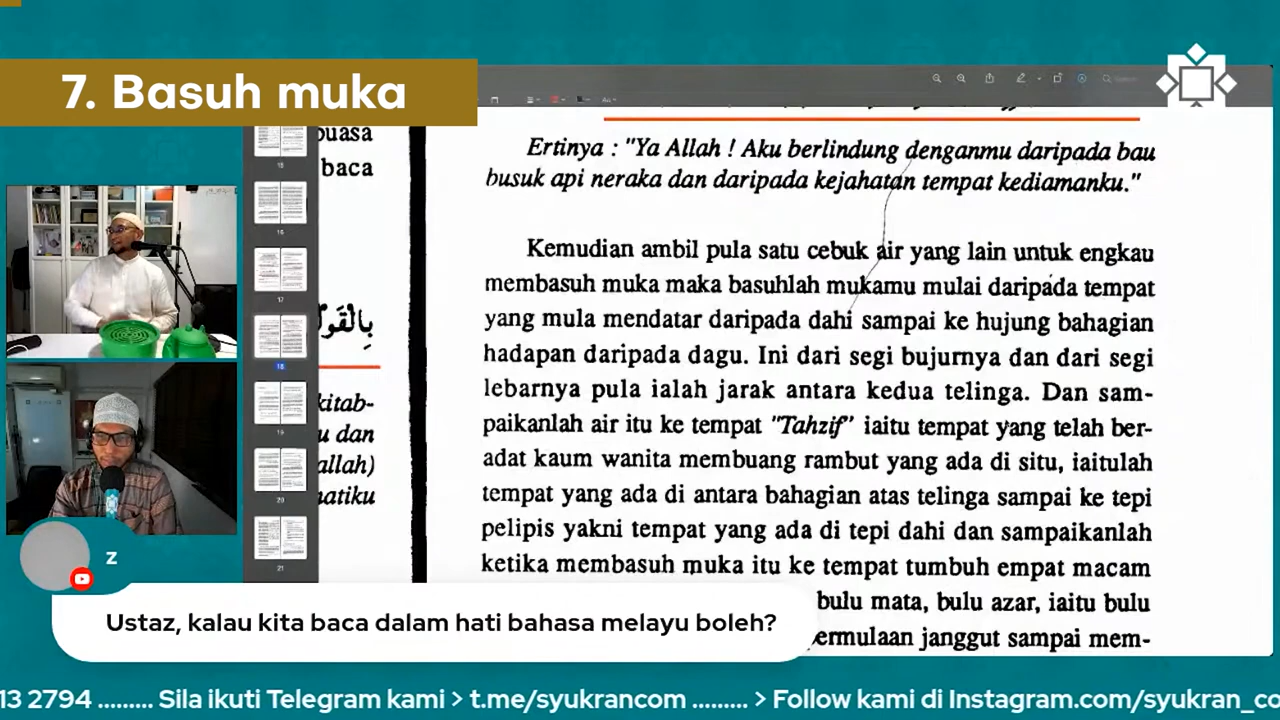 7. Basuh muka
puasa
baca
بِالْقَوْلِ
kitab-
u dan
allah)
natiku
16
17
18
19
20
21
Ertinya : "Ya Allah ! Aku berlindung denganmu daripada bau
busuk api neraka dan daripada kejahatan tempat kediamanku."
Kemudian ambil pula satu cebuk air yang lain untuk engkau
membasuh muka maka basuhlah mukamu mulai daripada tempat
yang mula mendatar daripada dahi sampai ke hujung bahagian
hadapan daripada dagu. Ini dari segi bujurnya dan dari segi
lebarnya pula ialah jarak antara kedua telinga. Dan sam-
paikanlah air itu ke tempat "Tahzif" iaitu tempat yang telah ber-
adat kaum wanita membuang rambut yang ada di situ, iaitulah
tempat yang ada di antara bahagian atas telinga sampai ke tepi
pelipis yakni tempat yang ada di tepi dahi dan sampaikanlah
ketika membasuh muka itu ke tempat tumbuh empat macam
bulu mata, bulu azar, iaitu bulu
permulaan janggut sampai mem-
z
Ustaz, kalau kita baca dalam hati bahasa melayu boleh?
13 2794 ......... Sila ikuti Telegram kami > t.me/syukrancom ......... > Follow kami di Instagram.com/syukran_co